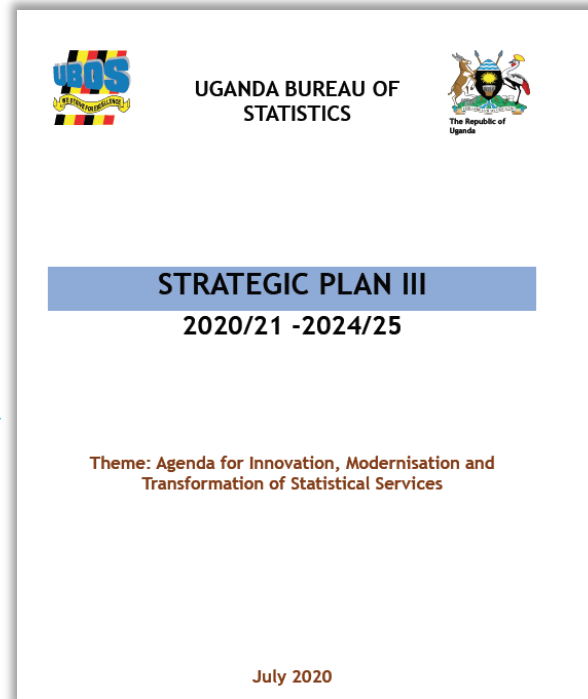 UBOS
WE STRIVE FOR EXCELLENCE
UGANDA BUREAU OF
STATISTICS
The Republic of
Uganda
STRATEGIC PLAN III
2020/21 -2024/25
Theme: Agenda for Innovation, Modernisation and
Transformation of Statistical Services
July 2020